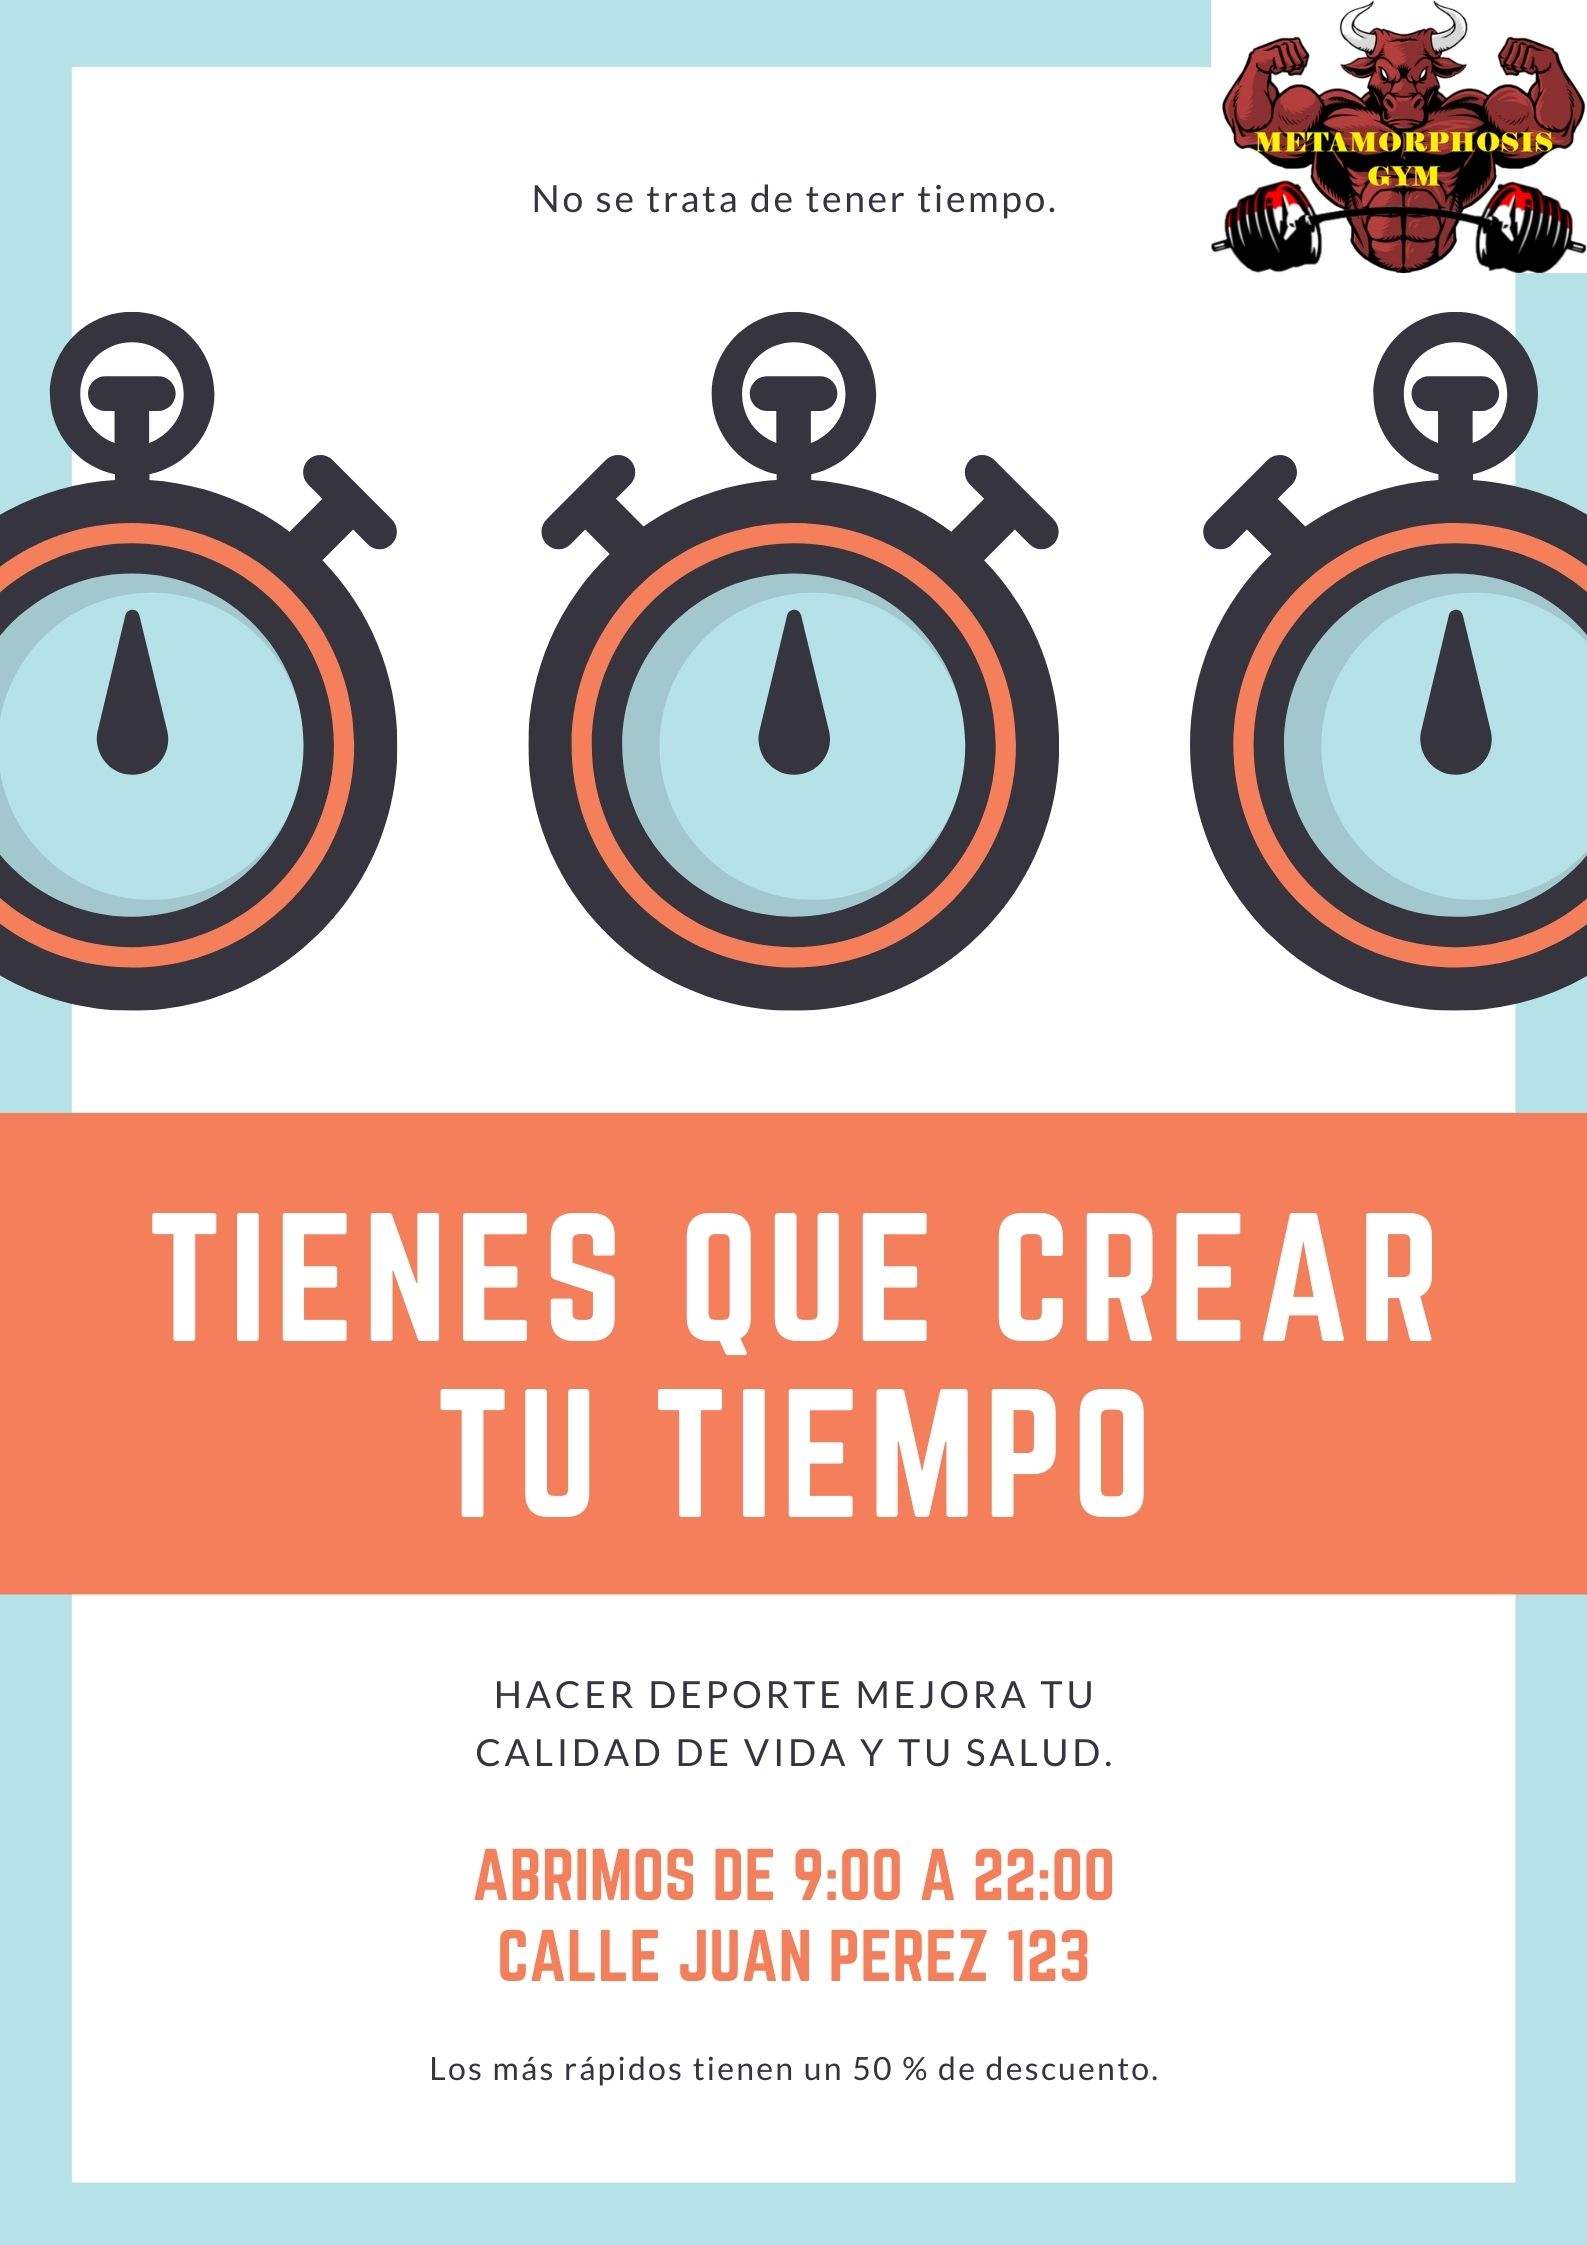 METAMORPHOSIS
GYM
No se trata de tener tiempo.
TIENES QUE CREAR
TU TIEMPO
HACER DEPORTE MEJORA TU
CALIDAD DE VIDA Y TU SALUD.
ABRIMOS DE 9:00 A 22:00
CALLE JUAN PEREZ 123
Los más rápidos tienen un 50 % de descuento.